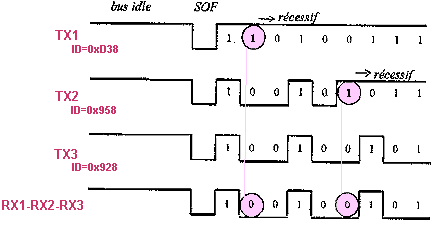 bus idle SOF
récessif
TX1 1 1 0 1 0 0 1 1 1
ID=0xD38
récessif
TX2 1 0 0 1 0 1 0 1 1
ID=0x958
TX3 1 0 0 1 0 0 1 0 1
ID=0x928
RX1-RX2-RX3 1 0 0 1 0 0 1 0 1